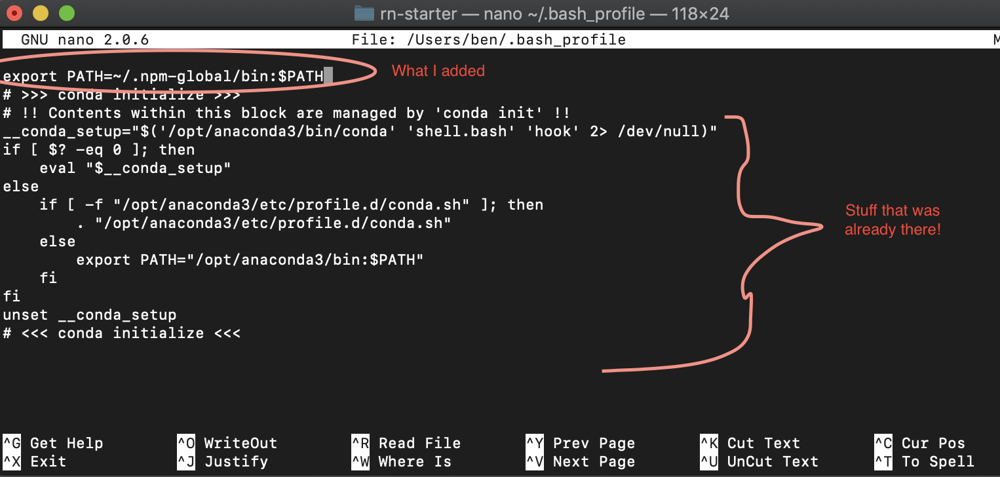 rn-starter — nano ~/.bash_profile — 118×24
GNU nano 2.0.6 File: /Users/ben/.bash_profile M
export PATH=~/.npm-global/bin:$PATH What I added
# >>> conda initialize >>>
# !! Contents within this block are managed by 'conda init' !!
__conda_setup="$('/opt/anaconda3/bin/conda' 'shell.bash' 'hook' 2> /dev/null)"
if [ $? -eq 0 ]; then
    eval "$__conda_setup"
else
    if [ -f "/opt/anaconda3/etc/profile.d/conda.sh" ]; then
        . "/opt/anaconda3/etc/profile.d/conda.sh"
    else
        export PATH="/opt/anaconda3/bin:$PATH"
    fi
fi
unset __conda_setup
# <<< conda initialize <<<
Stuff that was
already there!
^G Get Help ^O WriteOut ^R Read File ^Y Prev Page ^K Cut Text ^C Cur Pos
^X Exit ^J Justify ^W Where Is ^V Next Page ^U UnCut Text ^T To Spell